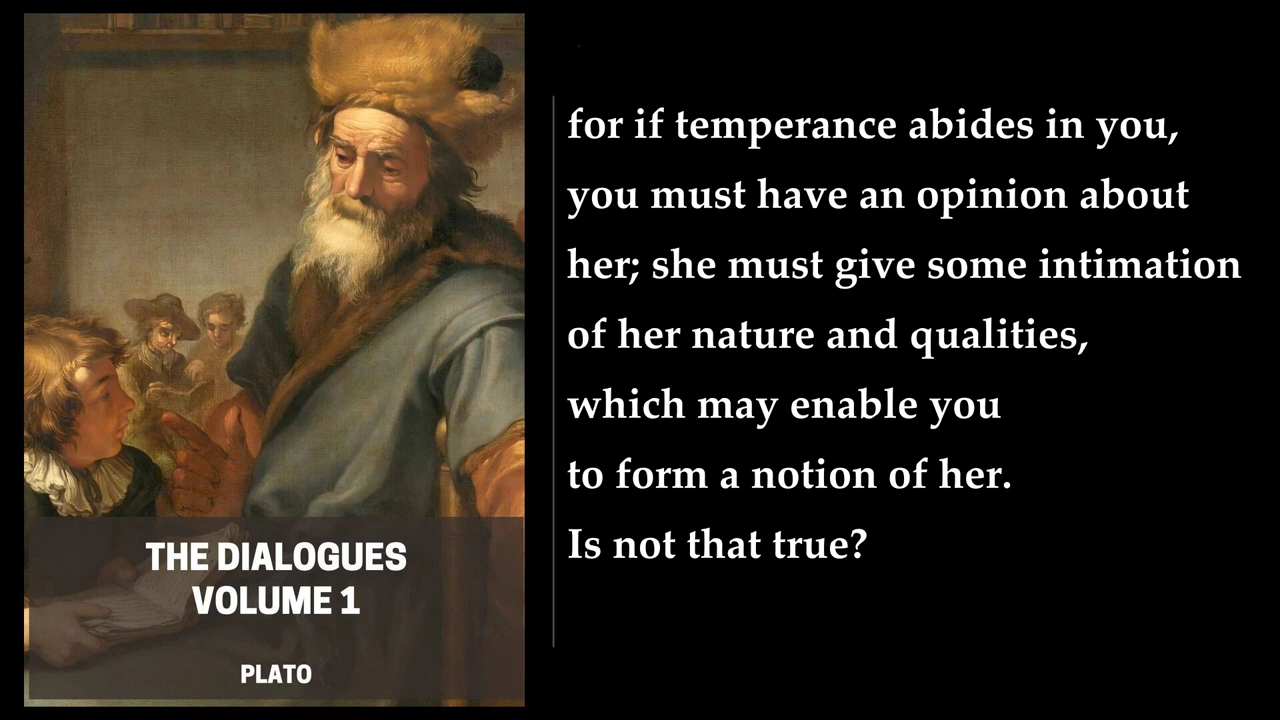 THE DIALOGUES
VOLUME 1
PLATO
for if temperance abides in you,
you must have an opinion about
her; she must give some intimation
of her nature and qualities,
which may enable you
to form a notion of her.
Is not that true?